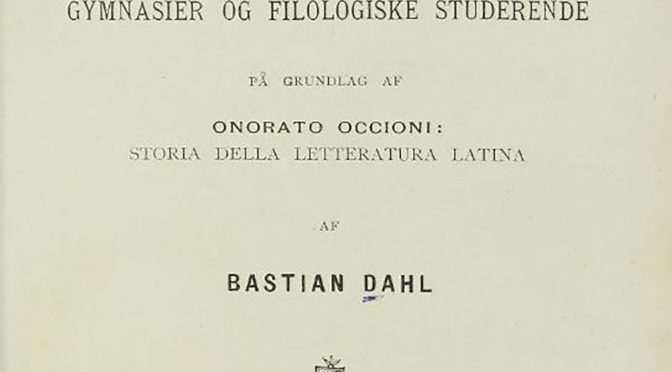 GYMNASIER OG FILOLOGISKE STUDERENDE
PÅ GRUNDLAG AF
ONORATO OCCIONI:
STORIA DELLA LETTERATURA LATINA
AF
BASTIAN DAHL